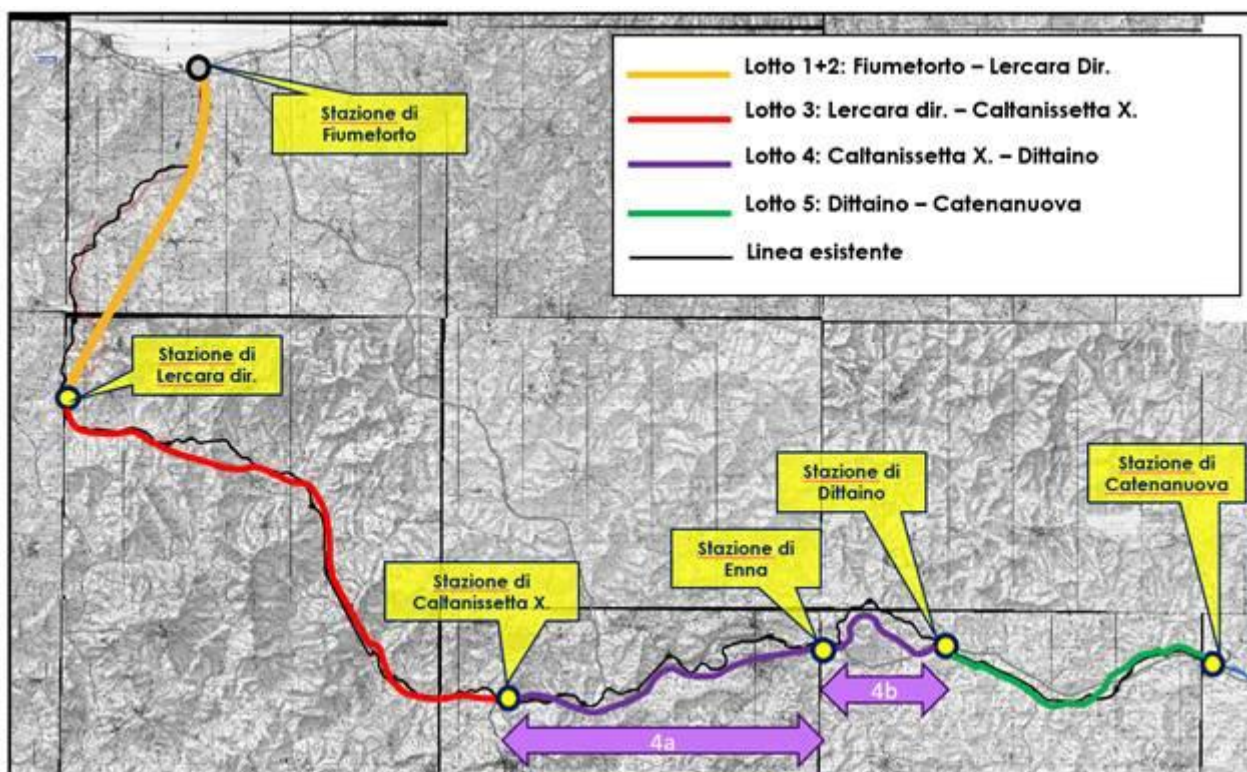 Lotto 1+2: Fiumetorto – Lercara Dir.
Lotto 3: Lercara dir. – Caltanissetta X.
Lotto 4: Caltanissetta X. – Dittaino
Lotto 5: Dittaino – Catenanuova
Linea esistente
Stazione di
Fiumetorto
Stazione di
Lercara dir.
Stazione di
Caltanissetta X.
Stazione di
Enna
Stazione di
Dittaino
Stazione di
Catenanuova
4a
4b